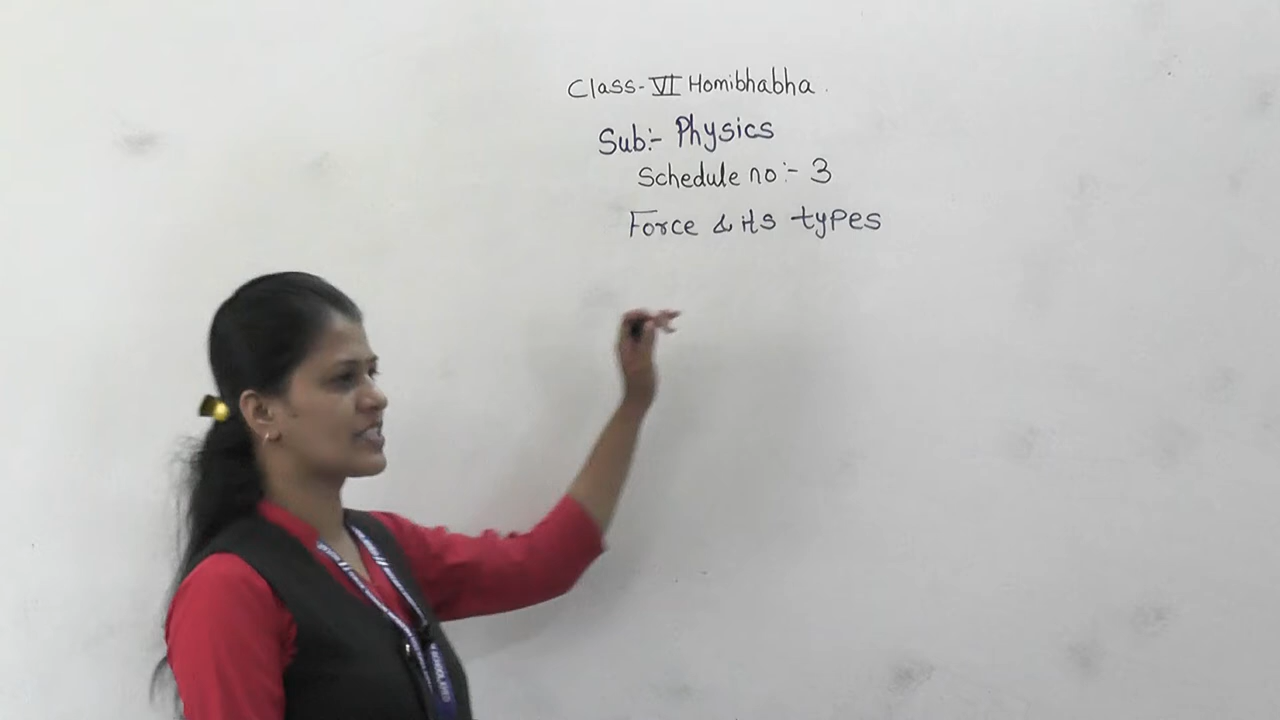 Class- VI Homibhabha.
Sub:- Physics
Schedule no:- 3
Force & its types